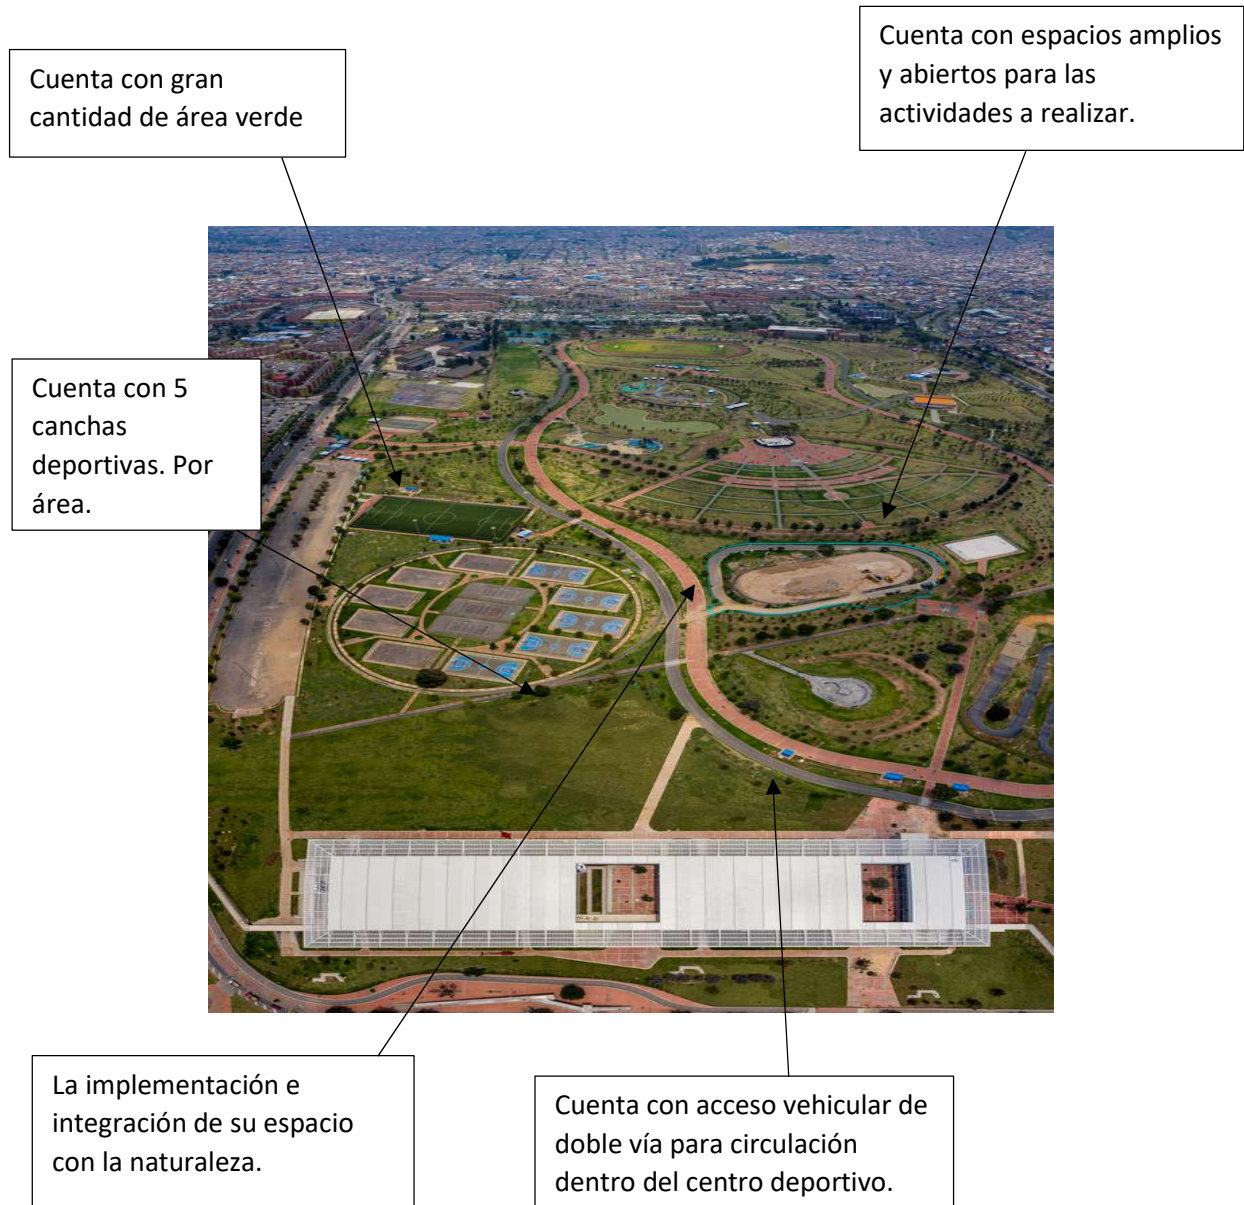 Cuenta con gran
cantidad de área verde
Cuenta con espacios amplios
y abiertos para las
actividades a realizar.
Cuenta con 5
canchas
deportivas. Por
área.
La implementación e
integración de su espacio
con la naturaleza.
Cuenta con acceso vehicular de
doble vía para circulación
dentro del centro deportivo.